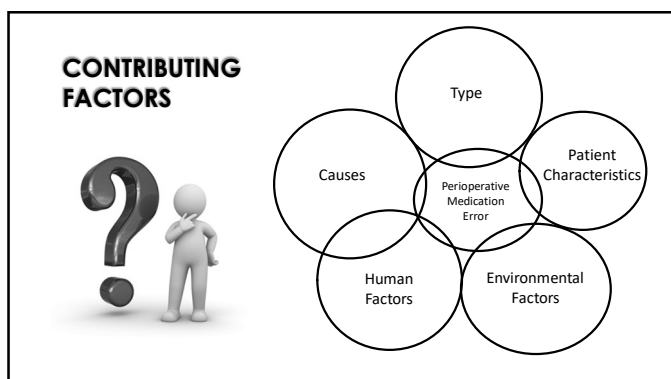 CONTRIBUTING
FACTORS
Type
Causes
Patient
Characteristics
Perioperative
Medication
Error
Human
Factors
Environmental
Factors